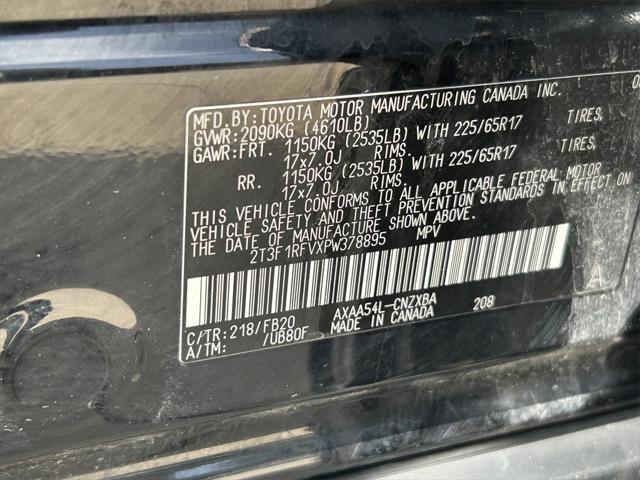 MFD.BY:TOYOTA MOTOR MANUFACTURING CANADA INC.
GVWR:2090KG (4610LB)
GAWR:FRT. 1150KG (2535LB) WITH 225/65R17 TIRES,
17x7.0J RIMS.
RR. 1150KG (2535LB) WITH 225/65R17 TIRES,
17x7.0J RIMS.
THIS VEHICLE CONFORMS TO ALL APPLICABLE FEDERAL MOTOR
VEHICLE SAFETY AND THEFT PREVENTION STANDARDS IN EFFECT ON
THE DATE OF MANUFACTURE SHOWN ABOVE.
2T3F1RFVXPW378895 MPV
C/TR:218/FB20 AXAA54L-CNZXBA 208
A/TM: /UB80F MADE IN CANADA A